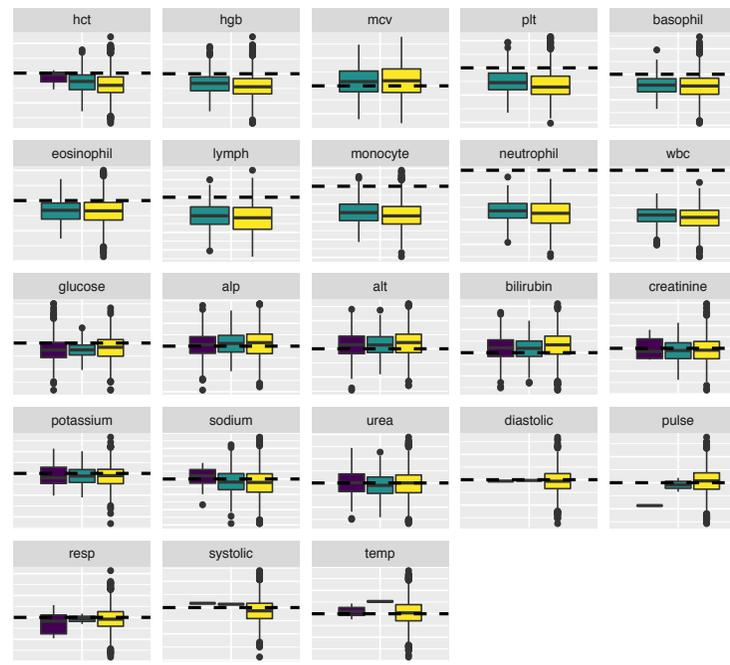 hct
hgb
mcv
plt
basophil
eosinophil
lymph
monocyte
neutrophil
wbc
glucose
alp
alt
bilirubin
creatinine
potassium
sodium
urea
diastolic
pulse
resp
systolic
temp